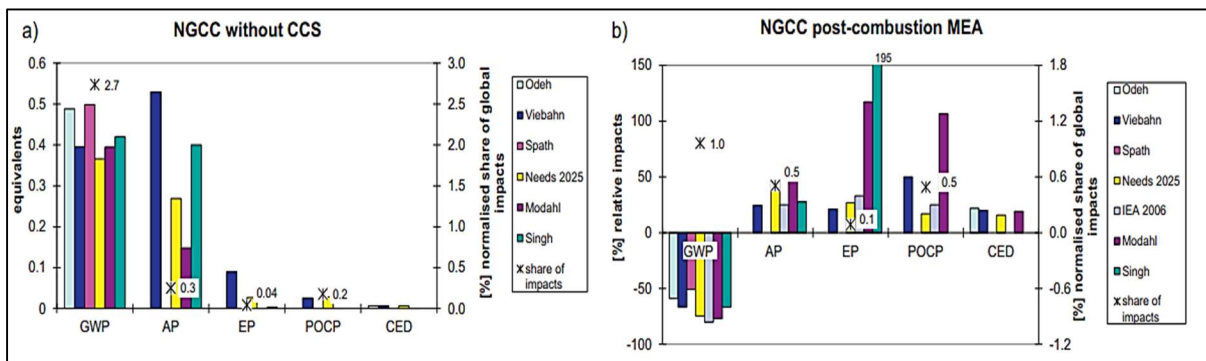 a)
NGCC without CCS
equivalents
0.6
0.5
0.4
0.3
0.2
0.1
0
2.7
0.3
0.04
0.2
GWP AP EP POCP CED
3.0
2.5
2.0
1.5
1.0
0.5
0.0
[%] normalised share of global
impacts
Odeh
Viebahn
Spath
Needs 2025
Modahl
Singh
share of
impacts
b)
NGCC post-combustion MEA
[%] relative impacts
150
100
50
0
-50
-100
195
1.0
0.5
0.1
0.5
GWP AP EP POCP CED
1.8
1.2
0.6
0.0
-0.6
-1.2
[%] normalised share of global
impacts
Odeh
Viebahn
Spath
Needs 2025
IEA 2006
Modahl
Singh
share of
impacts